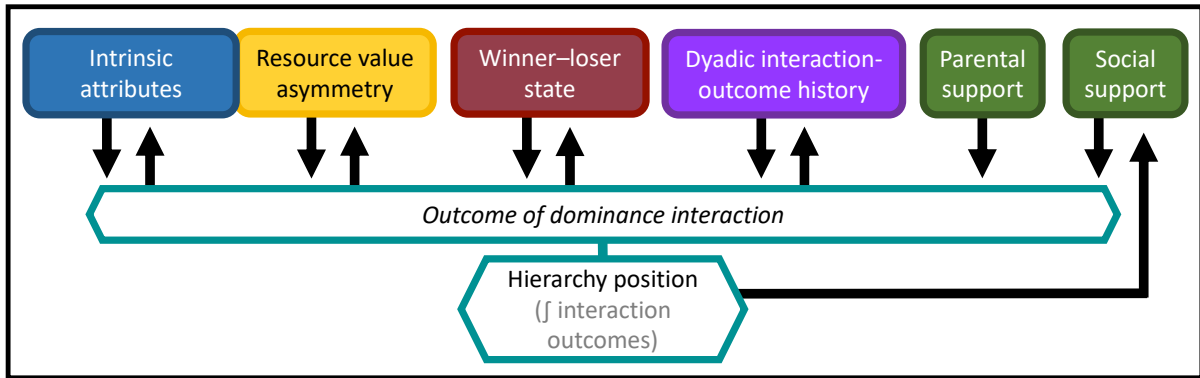 Intrinsic
attributes
Resource value
asymmetry
Winner–loser
state
Dyadic interaction-
outcome history
Parental
support
Social
support
Outcome of dominance interaction
Hierarchy position
(∫ interaction
outcomes)